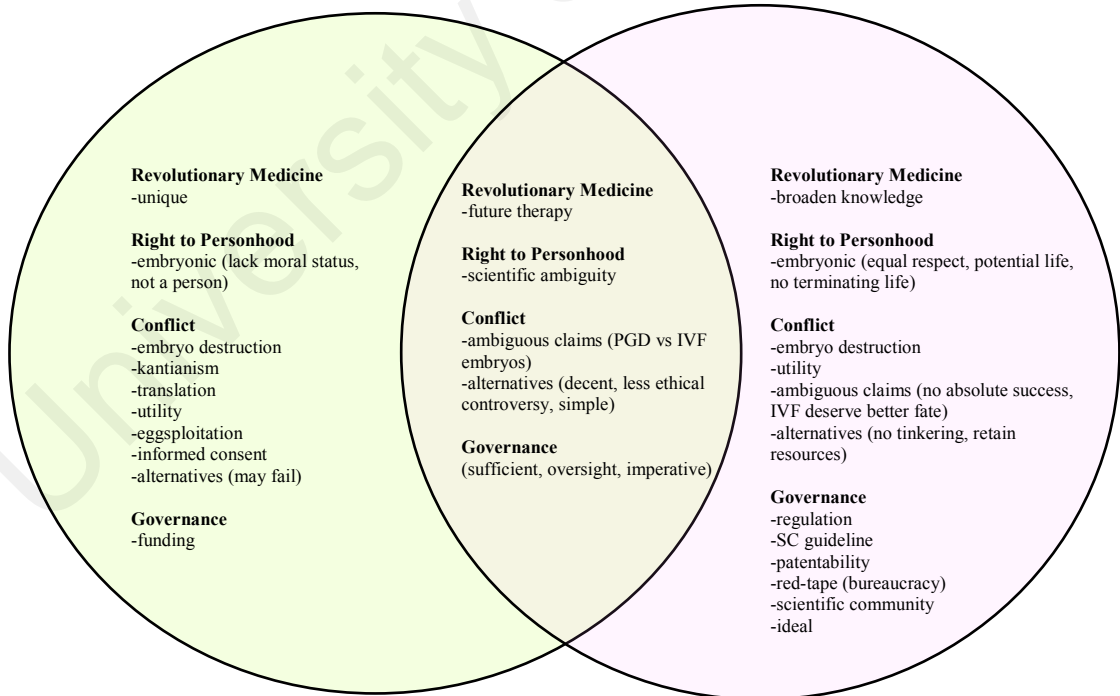 University
Revolutionary Medicine
-unique
Right to Personhood
-embryonic (lack moral status,
not a person)
Conflict
-embryo destruction
-kantianism
-translation
-utility
-eggsploitation
-informed consent
-alternatives (may fail)
Governance
-funding
Revolutionary Medicine
-future therapy
Right to Personhood
-scientific ambiguity
Conflict
-ambiguous claims (PGD vs IVF
embryos)
-alternatives (decent, less ethical
controversy, simple)
Governance
(sufficient, oversight, imperative)
Revolutionary Medicine
-broaden knowledge
Right to Personhood
-embryonic (equal respect, potential life,
no terminating life)
Conflict
-embryo destruction
-utility
-ambiguous claims (no absolute success,
IVF deserve better fate)
-alternatives (no tinkering, retain
resources)
Governance
-regulation
-SC guideline
-patentability
-red-tape (bureaucracy)
-scientific community
-ideal